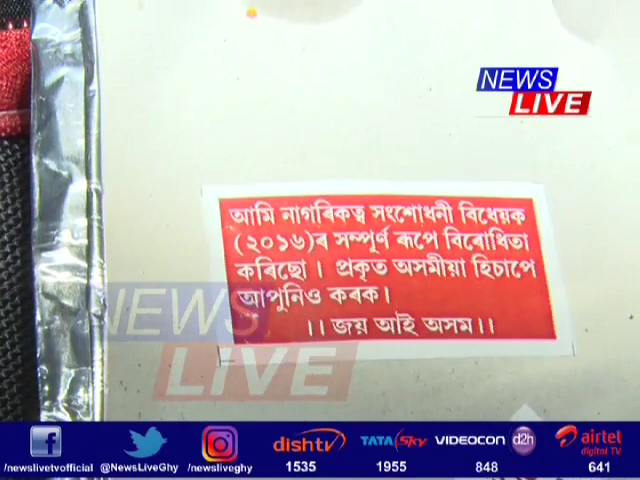 NEWS
LIVE
আমি নাগৰিকত্ব সংশোধনী বিধেয়ক
(২০১৬)ৰ সম্পূৰ্ণ ৰূপে বিৰোধিতা
কৰিছো। প্ৰকৃত অসমীয়া হিচাপে
আপুনিও কৰক।
।। জয় আই অসম।।
NEWS
LIVE
dishtv TATA Sky VIDEOCON d2h airtel
digital TV
/newslivetvofficial @NewsLiveGhy /newsliveghy 1535 1955 848 641